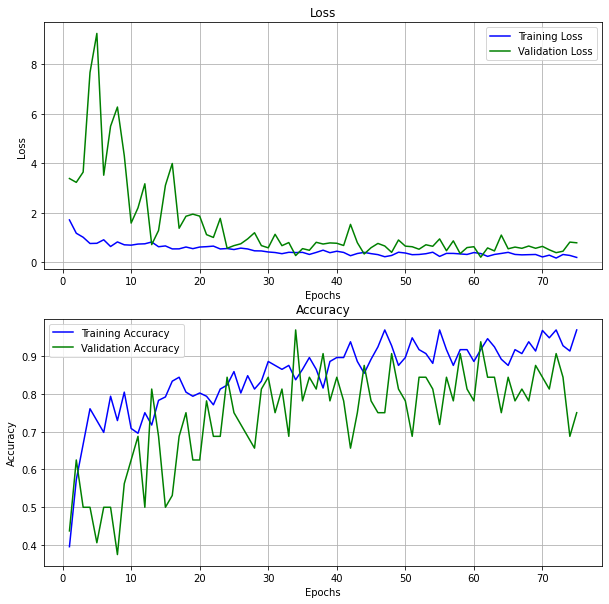 Loss
Training Loss
Validation Loss
8
6
4
2
0
Loss
0 10 20 30 40 50 60 70
Epochs
Accuracy
Training Accuracy
Validation Accuracy
0.9
0.8
0.7
0.6
0.5
0.4
Accuracy
0 10 20 30 40 50 60 70
Epochs